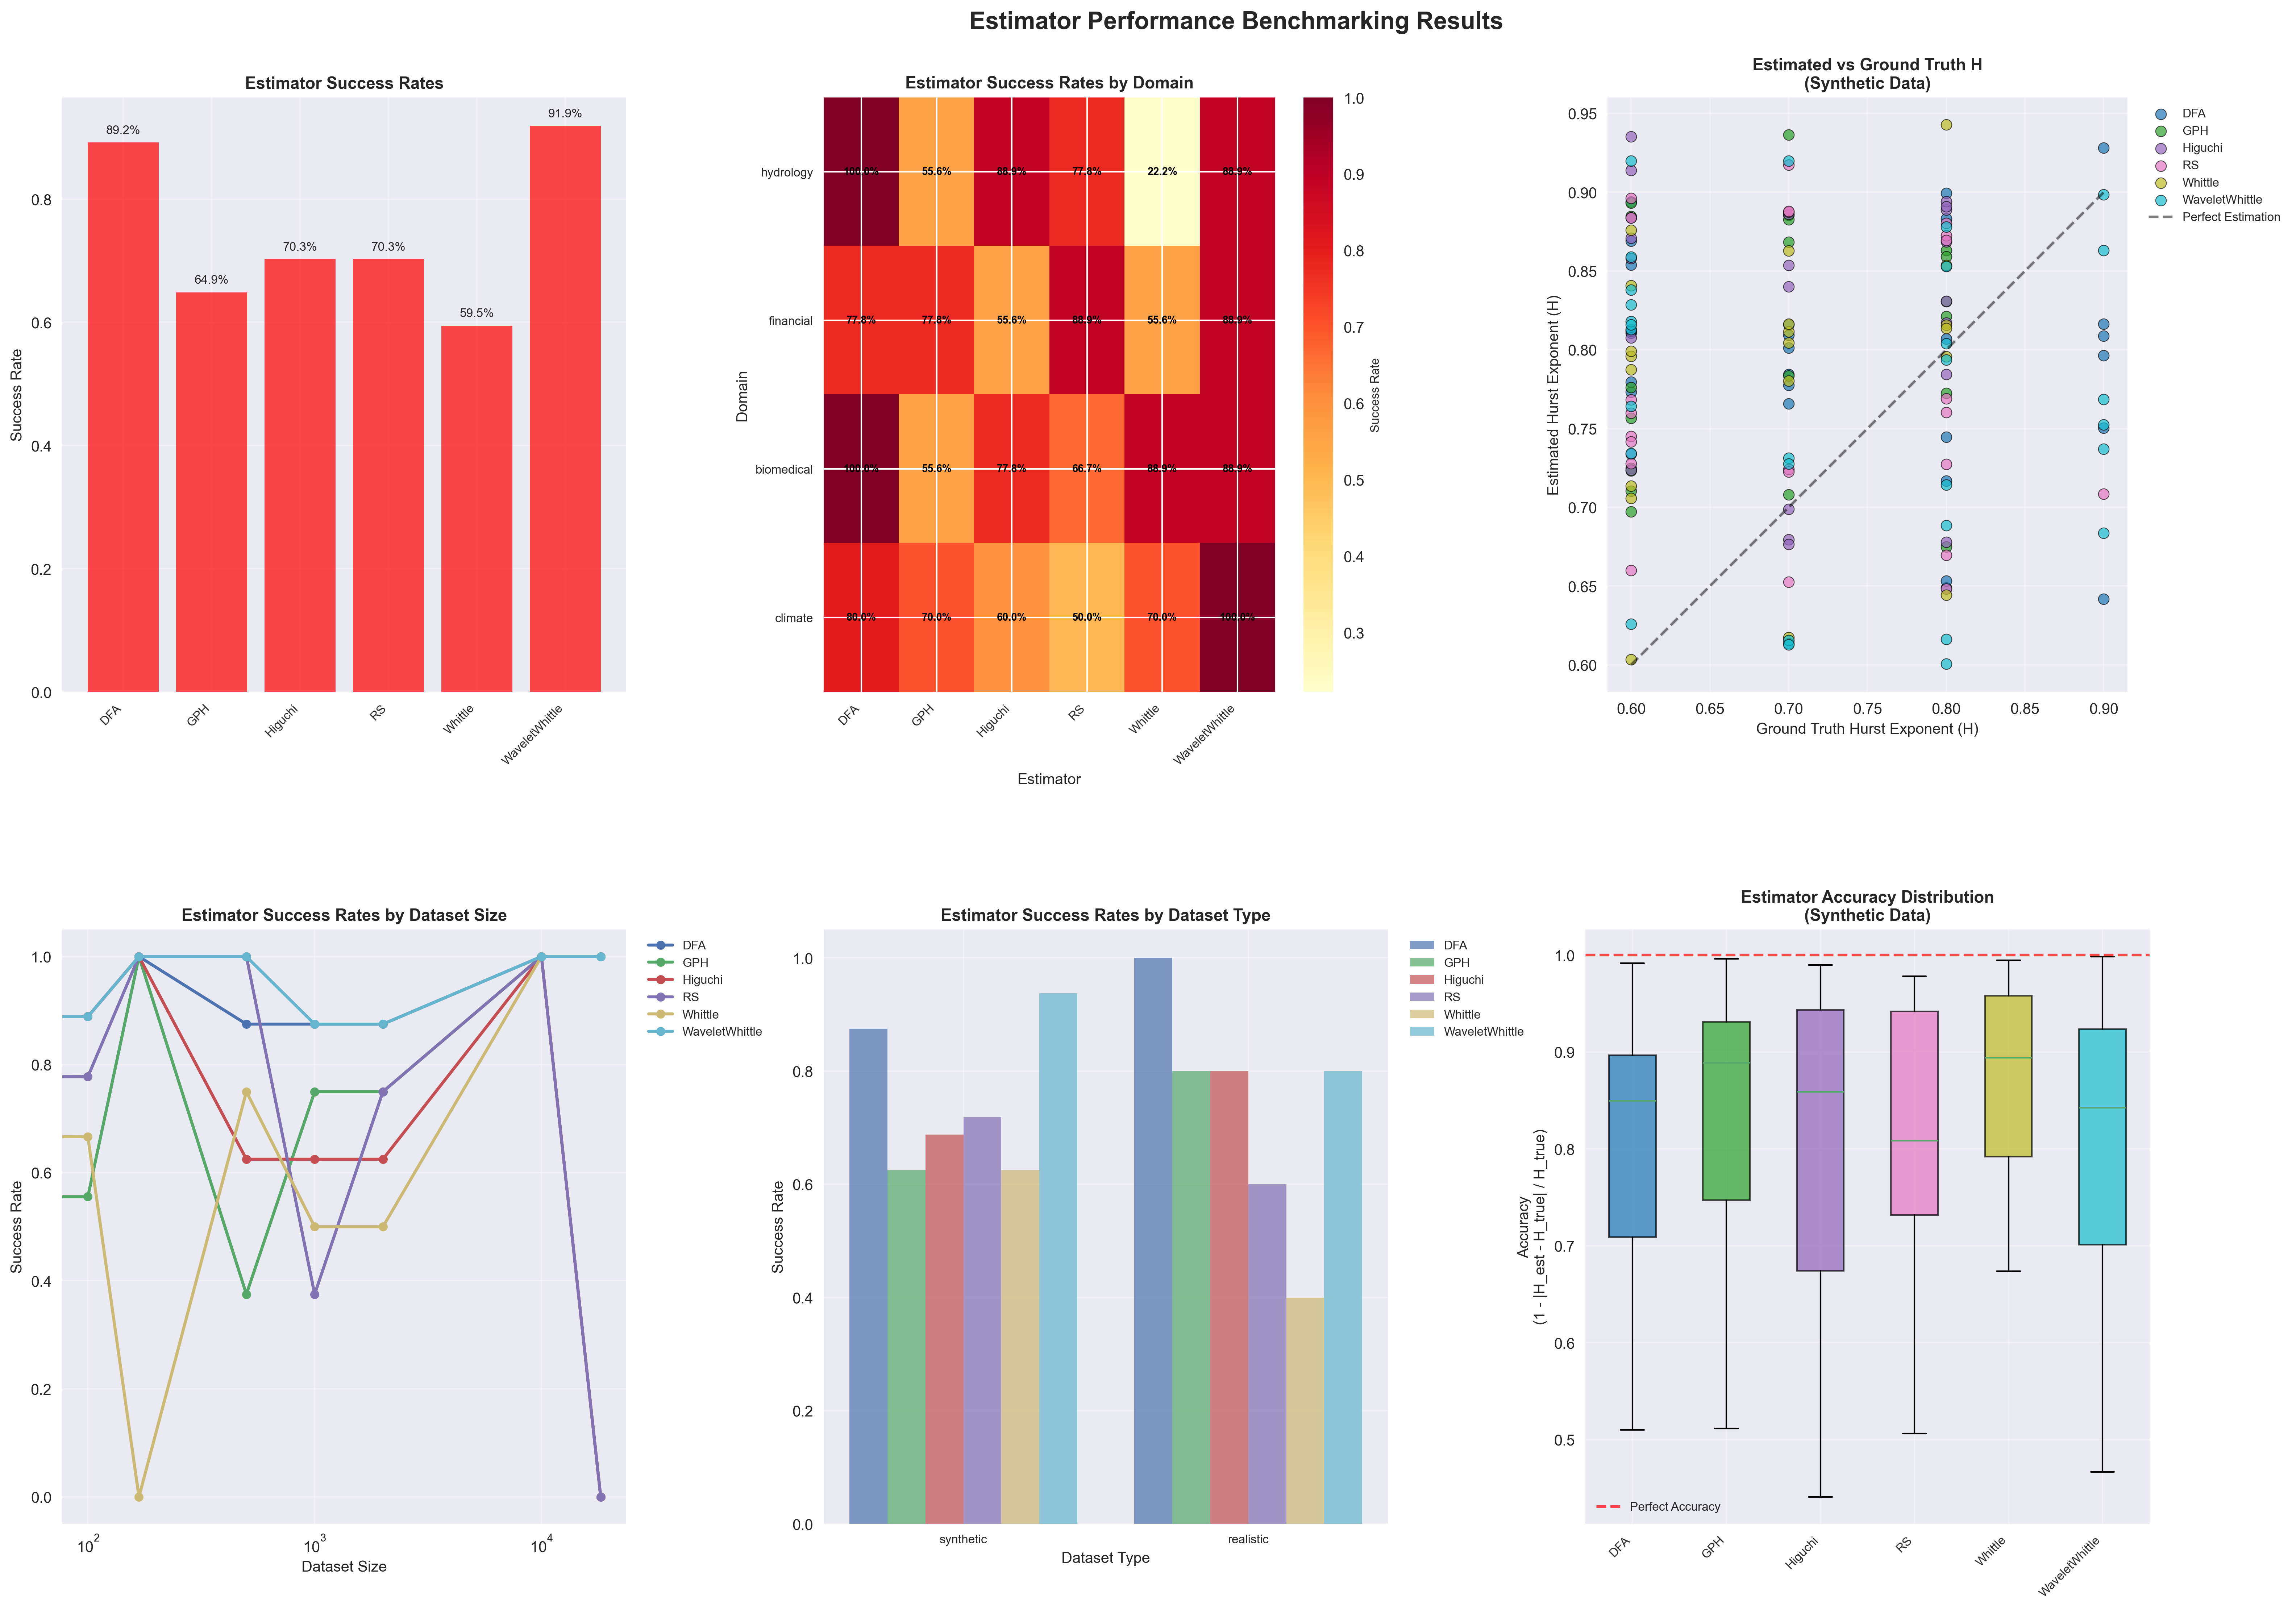 Estimator Performance Benchmarking Results
Estimator Success Rates
Success Rate
0.8
0.6
0.4
0.2
0.0
89.2%
64.9%
70.3%
70.3%
59.5%
91.9%
DFA
GPH
Higuchi
RS
Whittle
WaveletWhittle
Estimator Success Rates by Domain
Domain
hydrology
financial
biomedical
climate
100.0%
55.6%
88.9%
77.8%
22.2%
88.9%
77.8%
77.8%
55.6%
88.9%
55.6%
88.9%
100.0%
55.6%
77.8%
66.7%
88.9%
88.9%
80.0%
70.0%
60.0%
50.0%
70.0%
100.0%
DFA
GPH
Higuchi
RS
Whittle
WaveletWhittle
Estimator
1.0
0.9
0.8
0.7
0.6
0.5
0.4
0.3
Success Rate
Estimated vs Ground Truth H
(Synthetic Data)
Estimated Hurst Exponent (H)
0.95
0.90
0.85
0.80
0.75
0.70
0.65
0.60
0.60
0.65
0.70
0.75
0.80
0.85
0.90
Ground Truth Hurst Exponent (H)
DFA
GPH
Higuchi
RS
Whittle
WaveletWhittle
Perfect Estimation
Estimator Success Rates by Dataset Size
Success Rate
1.0
0.8
0.6
0.4
0.2
0.0
10^2
10^3
10^4
Dataset Size
DFA
GPH
Higuchi
RS
Whittle
WaveletWhittle
Estimator Success Rates by Dataset Type
Success Rate
1.0
0.8
0.6
0.4
0.2
0.0
synthetic
realistic
Dataset Type
DFA
GPH
Higuchi
RS
Whittle
WaveletWhittle
Estimator Accuracy Distribution
(Synthetic Data)
Accuracy
(1 - |H_est - H_true| / H_true)
1.0
0.9
0.8
0.7
0.6
0.5
Perfect Accuracy
DFA
GPH
Higuchi
RS
Whittle
WaveletWhittle